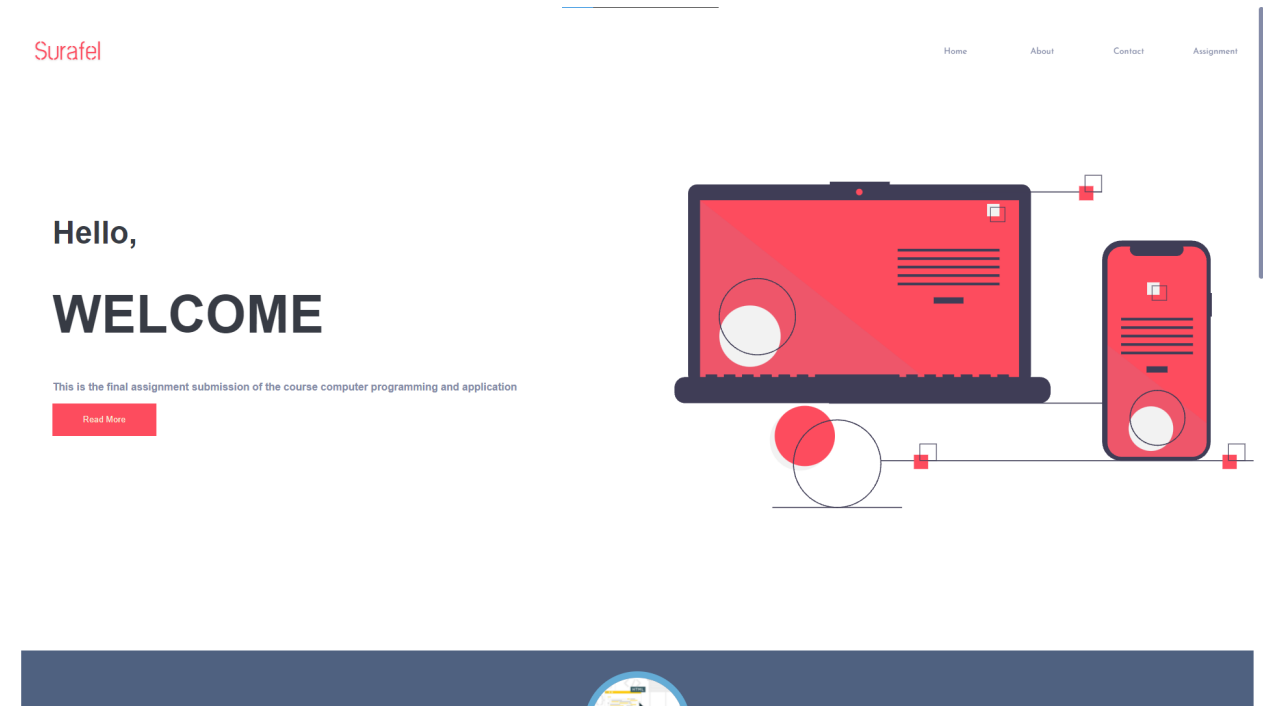 Surafel
Home About Contact Assignment
Hello,
WELCOME
This is the final assignment submission of the course computer programming and application
Read More
HTML